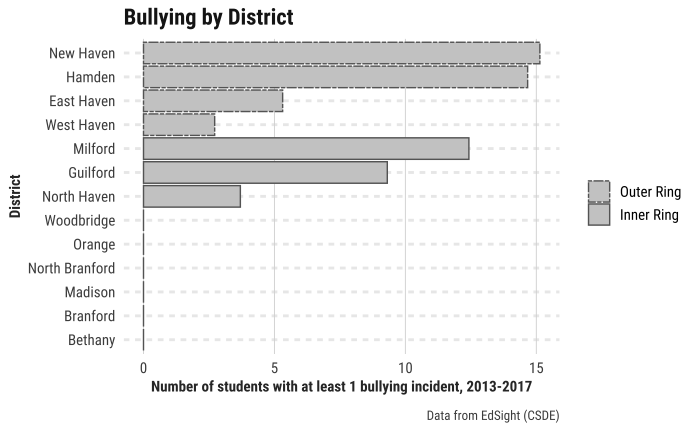 Bullying by District
District
New Haven
Hamden
East Haven
West Haven
Milford
Guilford
North Haven
Woodbridge
Orange
North Branford
Madison
Branford
Bethany
0 5 10 15
Number of students with at least 1 bullying incident, 2013-2017
Outer Ring
Inner Ring
Data from EdSight (CSDE)